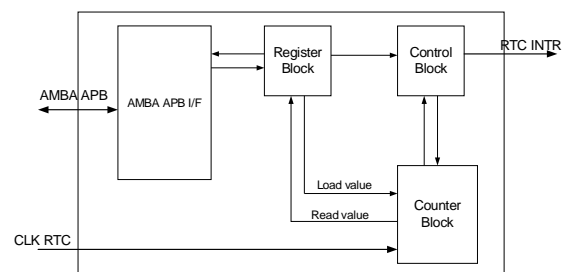 Register
Block
Control
Block
RTC INTR
AMBA APB
AMBA APB I/F
Load value
Read value
Counter
Block
CLK RTC